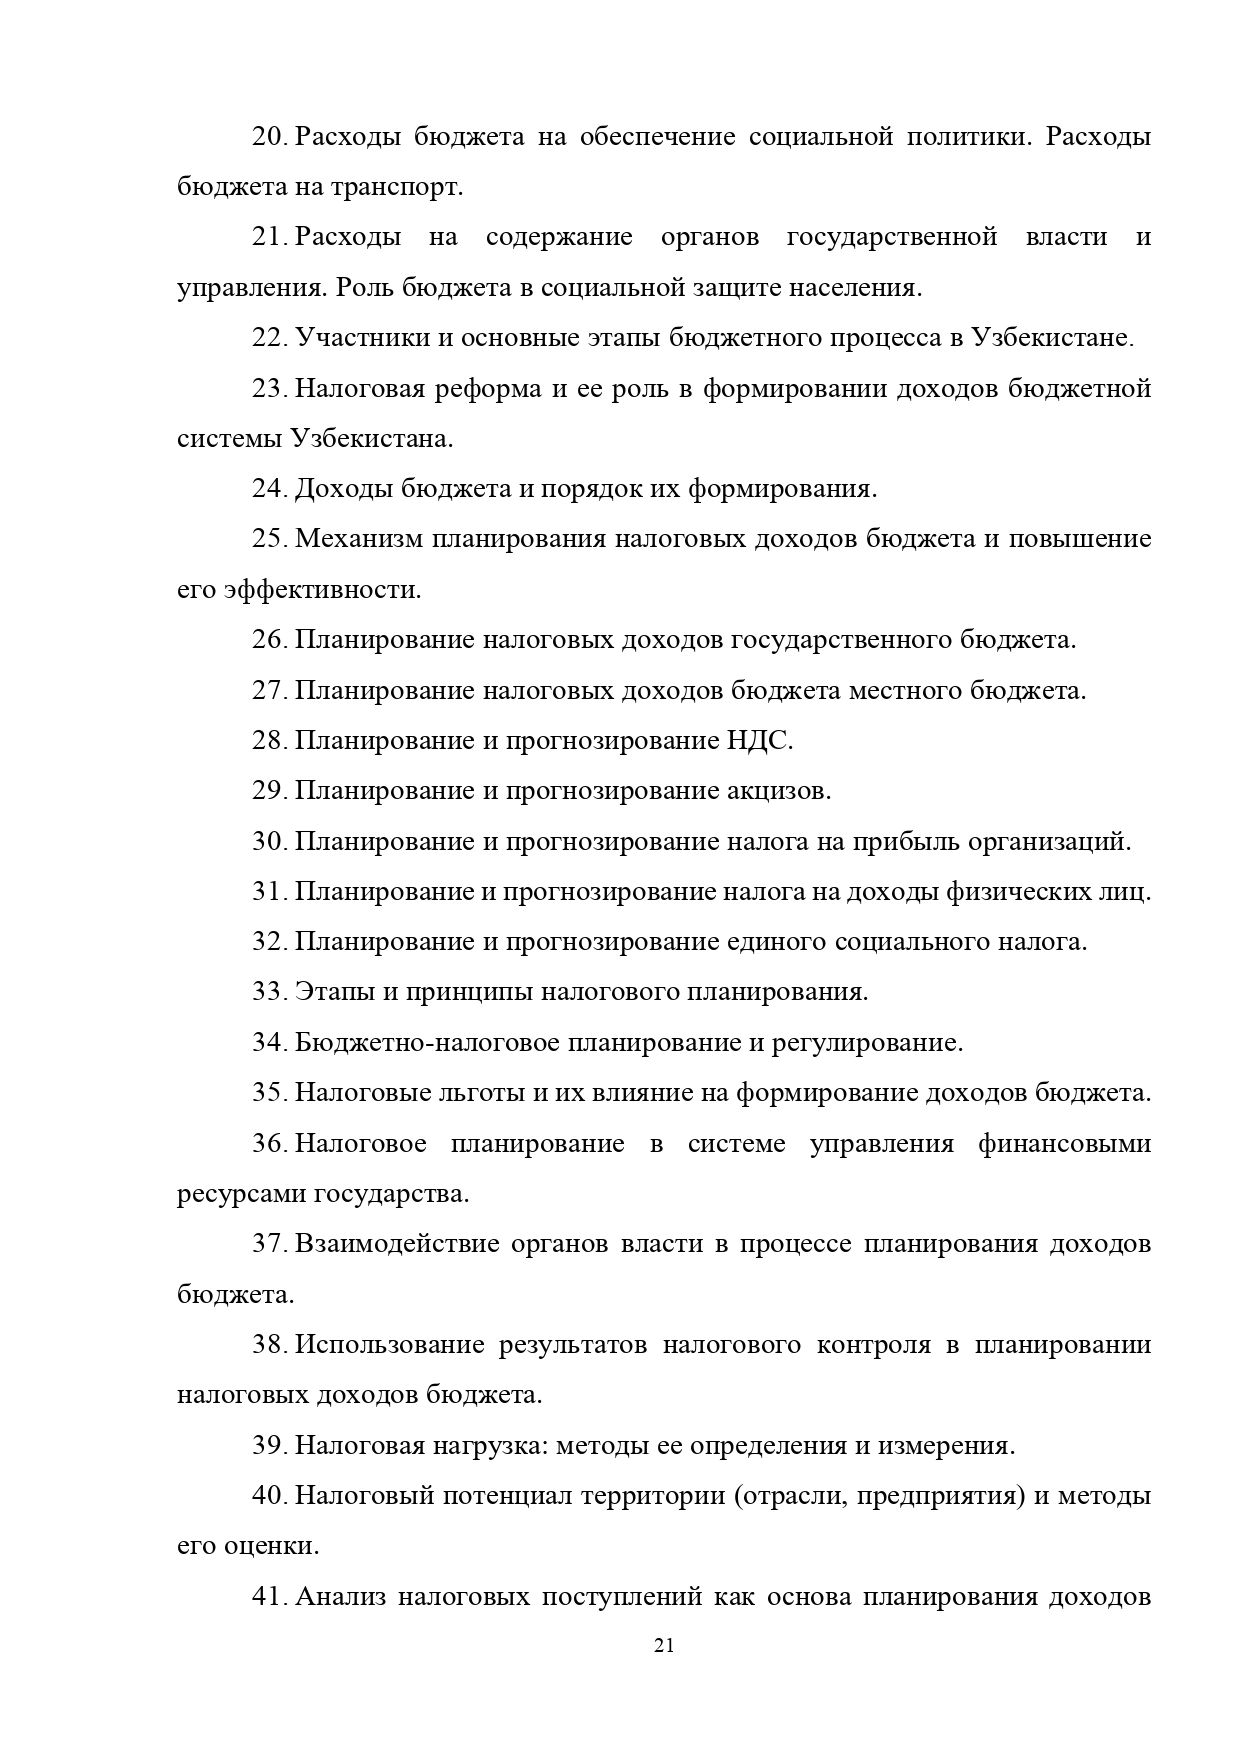 20. Расходы бюджета на обеспечение социальной политики. Расходы
бюджета на транспорт.
21. Расходы на содержание органов государственной власти и
управления. Роль бюджета в социальной защите населения.
22. Участники и основные этапы бюджетного процесса в Узбекистане.
23. Налоговая реформа и ее роль в формировании доходов бюджетной
системы Узбекистана.
24. Доходы бюджета и порядок их формирования.
25. Механизм планирования налоговых доходов бюджета и повышение
его эффективности.
26. Планирование налоговых доходов государственного бюджета.
27. Планирование налоговых доходов бюджета местного бюджета.
28. Планирование и прогнозирование НДС.
29. Планирование и прогнозирование акцизов.
30. Планирование и прогнозирование налога на прибыль организаций.
31. Планирование и прогнозирование налога на доходы физических лиц.
32. Планирование и прогнозирование единого социального налога.
33. Этапы и принципы налогового планирования.
34. Бюджетно-налоговое планирование и регулирование.
35. Налоговые льготы и их влияние на формирование доходов бюджета.
36. Налоговое планирование в системе управления финансовыми
ресурсами государства.
37. Взаимодействие органов власти в процессе планирования доходов
бюджета.
38. Использование результатов налогового контроля в планировании
налоговых доходов бюджета.
39. Налоговая нагрузка: методы ее определения и измерения.
40. Налоговый потенциал территории (отрасли, предприятия) и методы
его оценки.
41. Анализ налоговых поступлений как основа планирования доходов
21